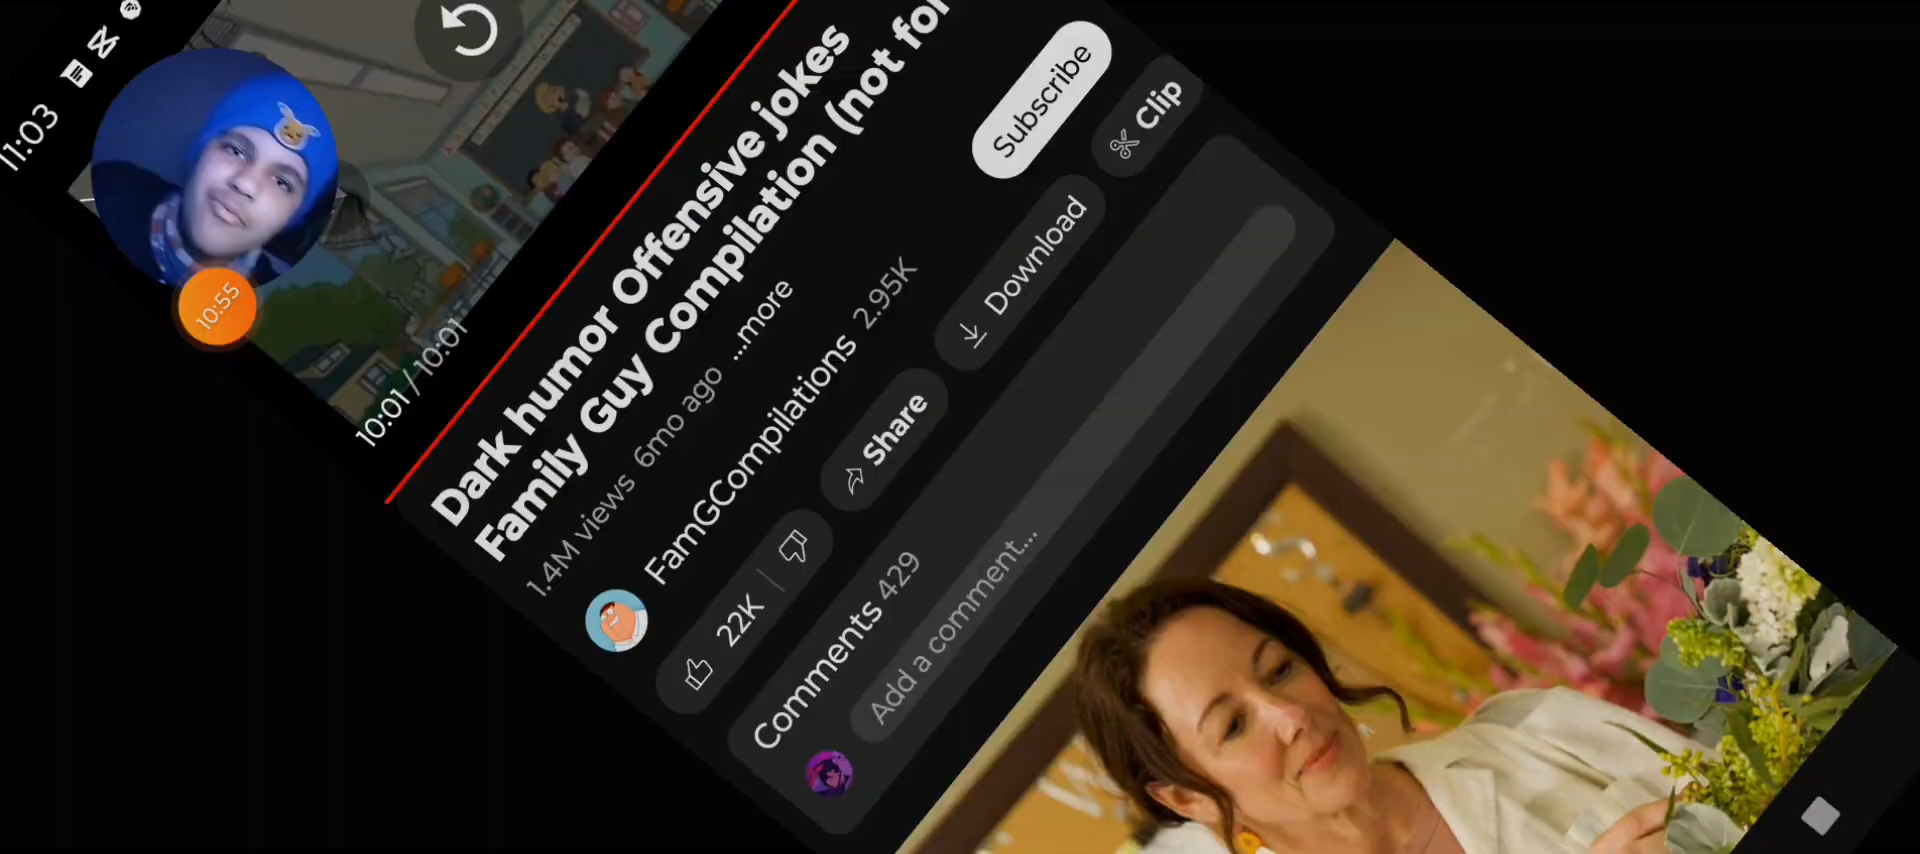 11:03
10:55
10:01 / 10:01
Dark humor Offensive jokes
Family Guy Compilation (not for
1.4M views 6mo ago ...more
FamGCompilations 2.95K
Subscribe
22K
Share
Download
Clip
Comments 429
Add a comment...